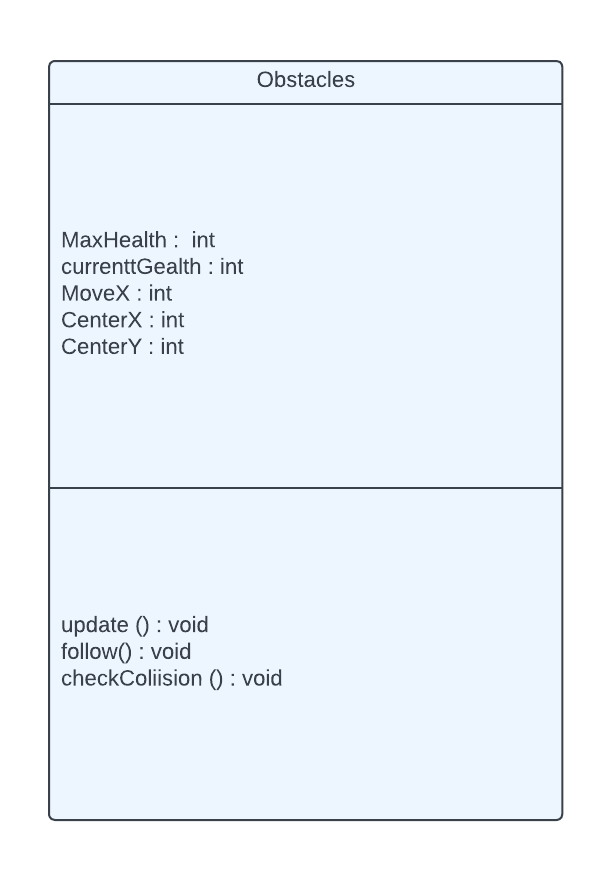 Obstacles
MaxHealth :  int
currenttGealth : int
MoveX : int
CenterX : int
CenterY : int
update () : void
follow() : void
checkColiision () : void